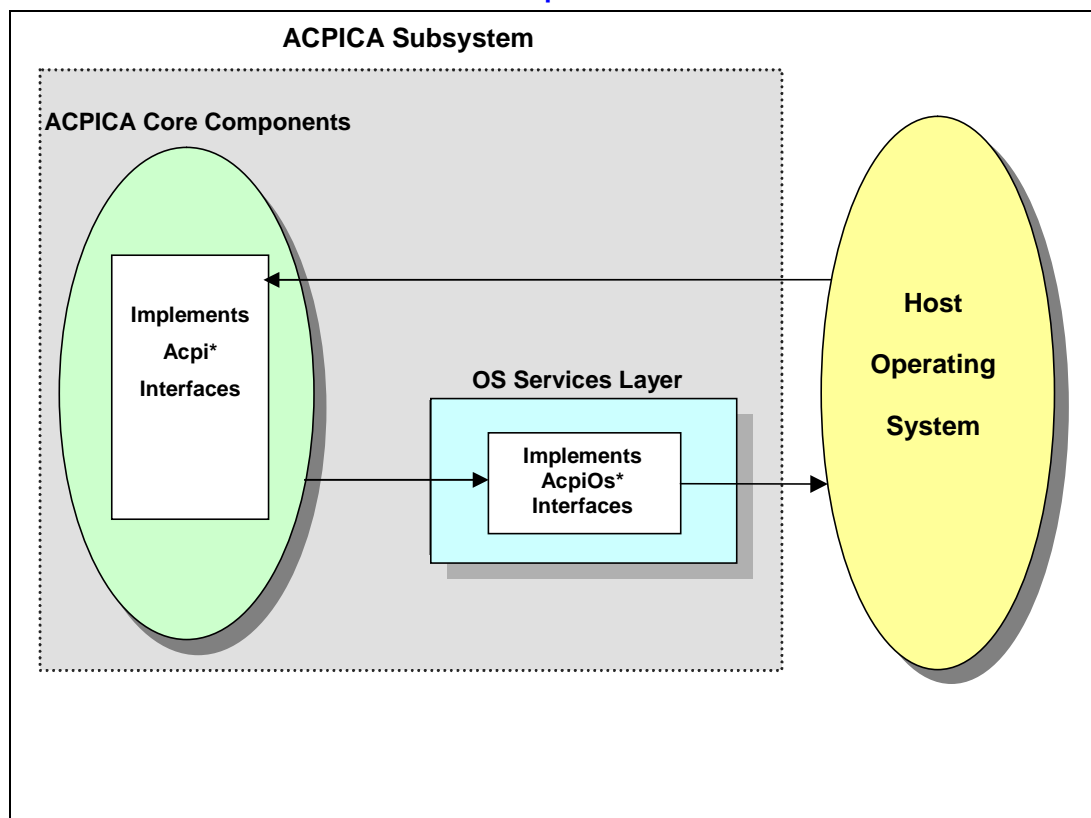 ACPICA Subsystem
ACPICA Core Components
Implements
Acpi*
Interfaces
OS Services Layer
Implements
AcpiOs*
Interfaces
Host
Operating
System